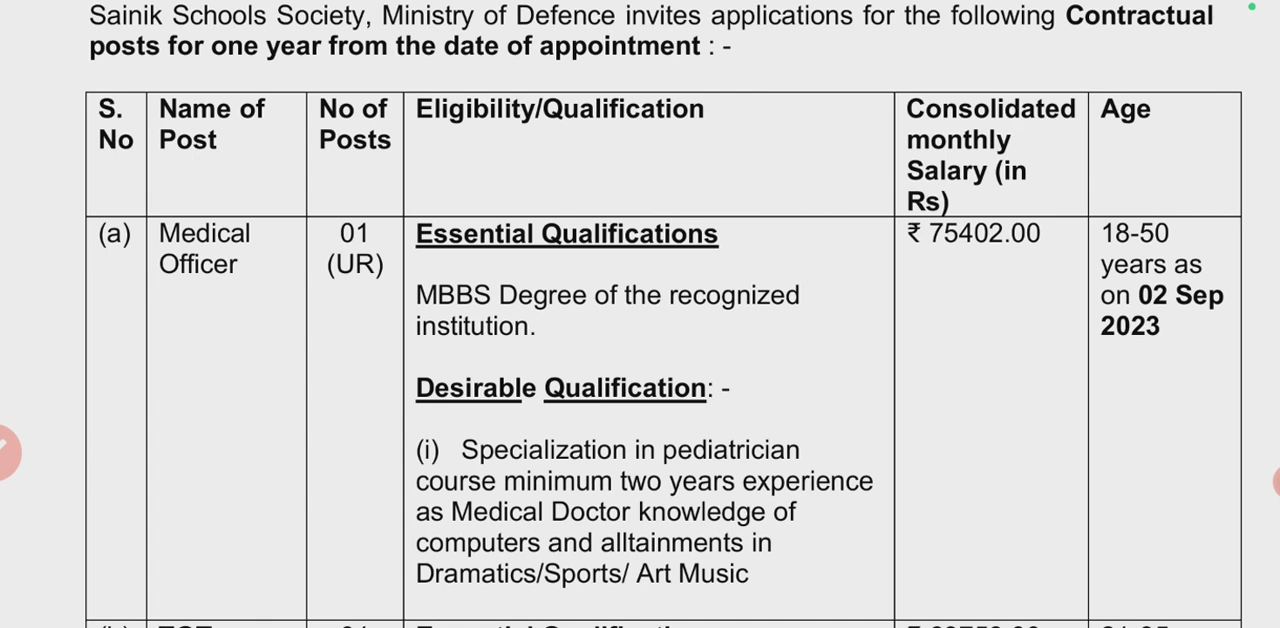 Sainik Schools Society, Ministry of Defence invites applications for the following Contractual
posts for one year from the date of appointment : -
S. No
Name of Post
No of Posts
Eligibility/Qualification
Consolidated monthly Salary (in Rs)
Age
(a)
Medical Officer
01 (UR)
Essential Qualifications
MBBS Degree of the recognized
institution.
Desirable Qualification: -
(i) Specialization in pediatrician
course minimum two years experience
as Medical Doctor knowledge of
computers and alltainments in
Dramatics/Sports/ Art Music
₹ 75402.00
18-50
years as
on 02 Sep
2023